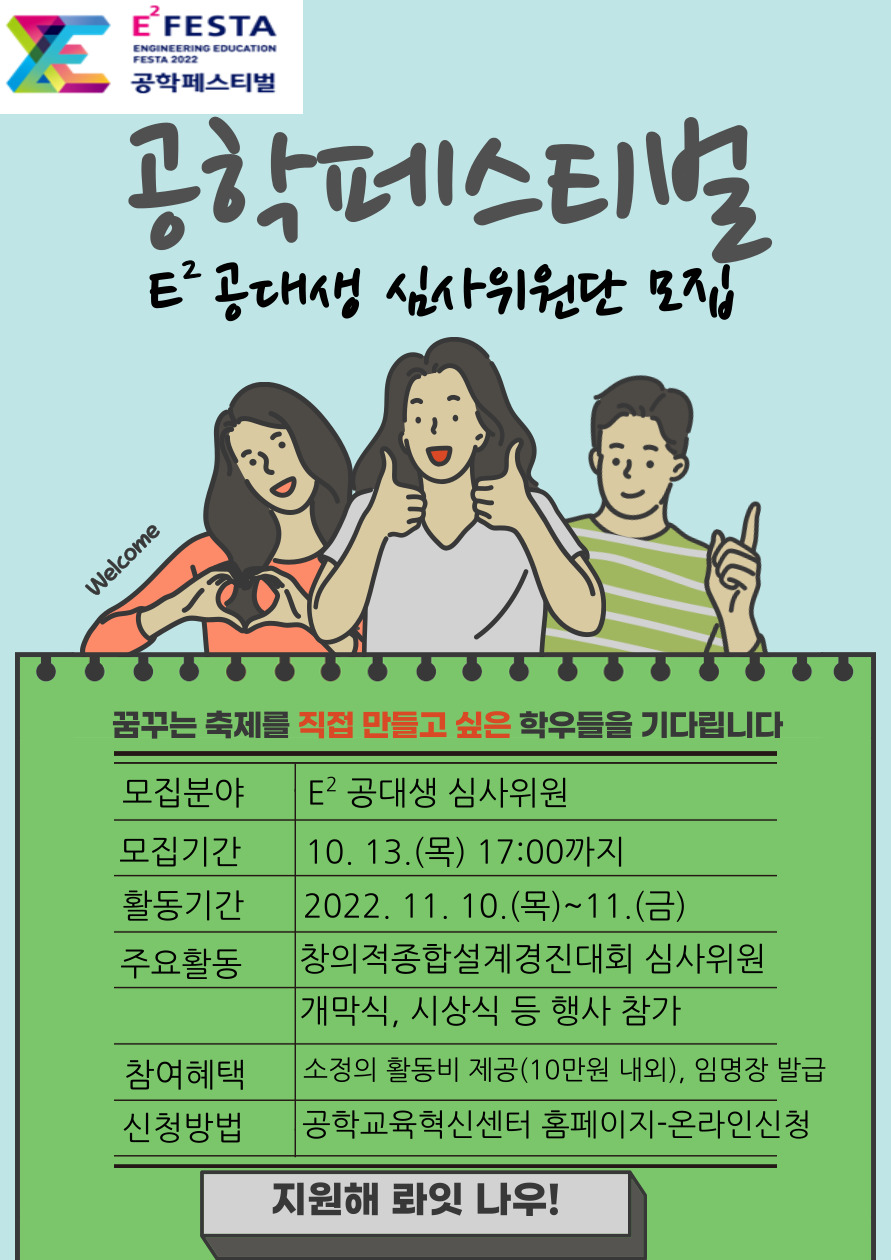 E² FESTA
ENGINEERING EDUCATION
FESTA 2022
공학페스티벌
공학페스티벌
E² 공대생 심사위원단 모집
Welcome
꿈꾸는 축제를 직접 만들고 싶은 학우들을 기다립니다
모집분야 E² 공대생 심사위원
모집기간 10. 13.(목) 17:00까지
활동기간 2022. 11. 10.(목)~11.(금)
주요활동 창의적종합설계경진대회 심사위원
개막식, 시상식 등 행사 참가
참여혜택 소정의 활동비 제공(10만원 내외), 임명장 발급
신청방법 공학교육혁신센터 홈페이지-온라인신청
지원해 롸잇 나우!